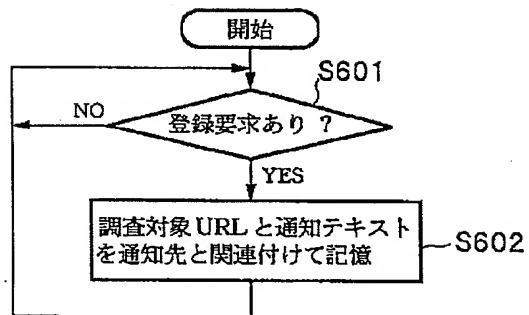 開始
S601
NO
登録要求あり ?
YES
調査対象URLと通知テキスト
を通知先と関連付けて記憶
S602